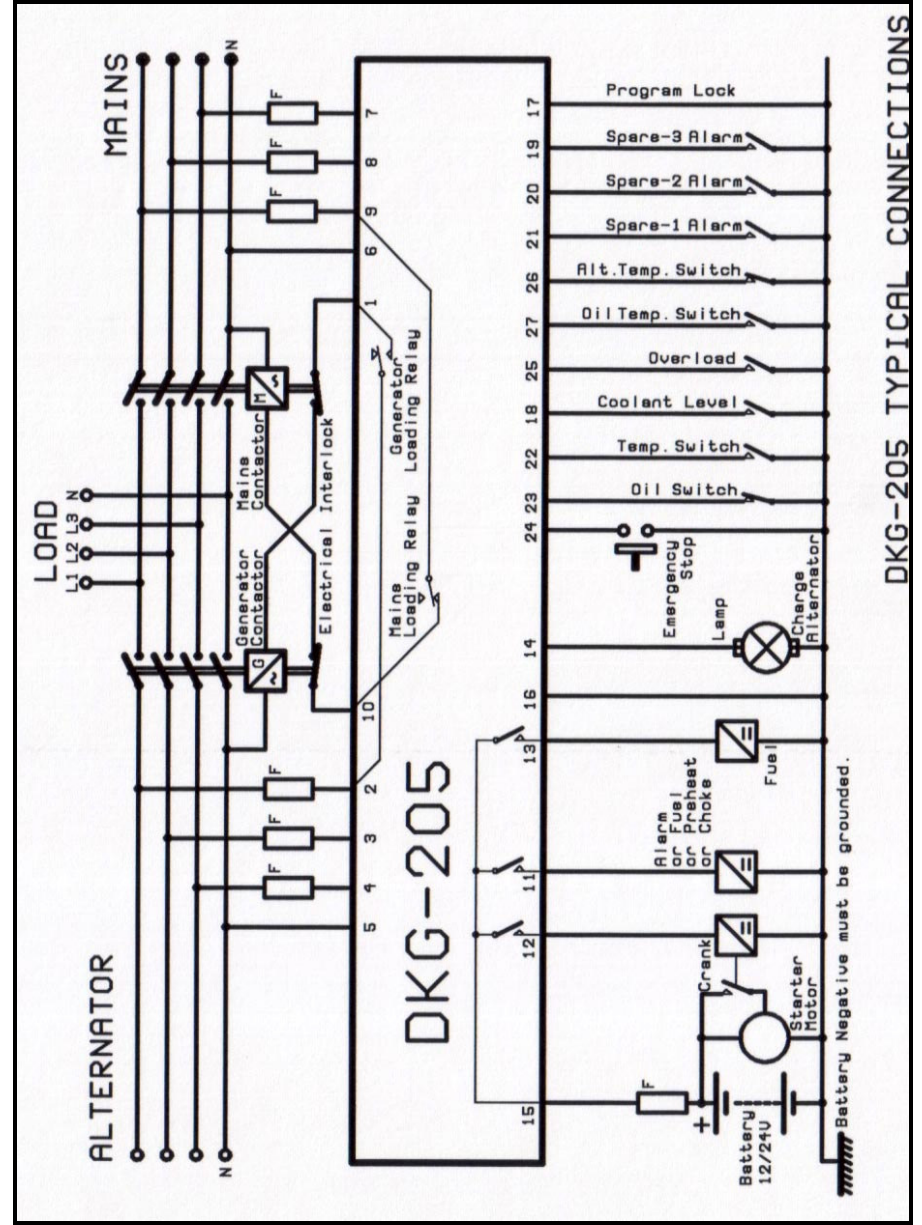 ALTERNATOR
LOAD
MAINS
L1 L2 L3 N
N
N
Generator
Contactor
Mains
Contactor
Electrical Interlock
G
~
M
~
F F F
F F F
5 4 3 2 10 1 6 9 8 7
Mains
Loading Relay
Generator
Loading Relay
DKG-205
15 12 11 13 16 14 24 23 22 18 25 27 26 21 20 19 17
F
+
Battery
12/24V
Crank
Starter
Motor
Alarm
or Fuel
or Preheat
or Choke
Fuel
Lamp
Charge
Alternator
Emergency
Stop
Oil Switch
Temp. Switch
Coolant Level
Overload
Oil Temp. Switch
Alt.Temp. Switch
Spare-1 Alarm
Spare-2 Alarm
Spare-3 Alarm
Program Lock
Battery Negative must be grounded.
DKG-205 TYPICAL CONNECTIONS